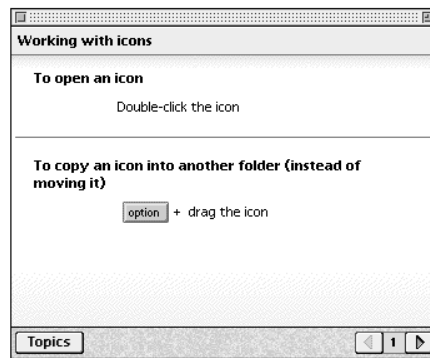 Working with icons
To open an icon
Double-click the icon
To copy an icon into another folder (instead of
moving it)
option + drag the icon
Topics 1